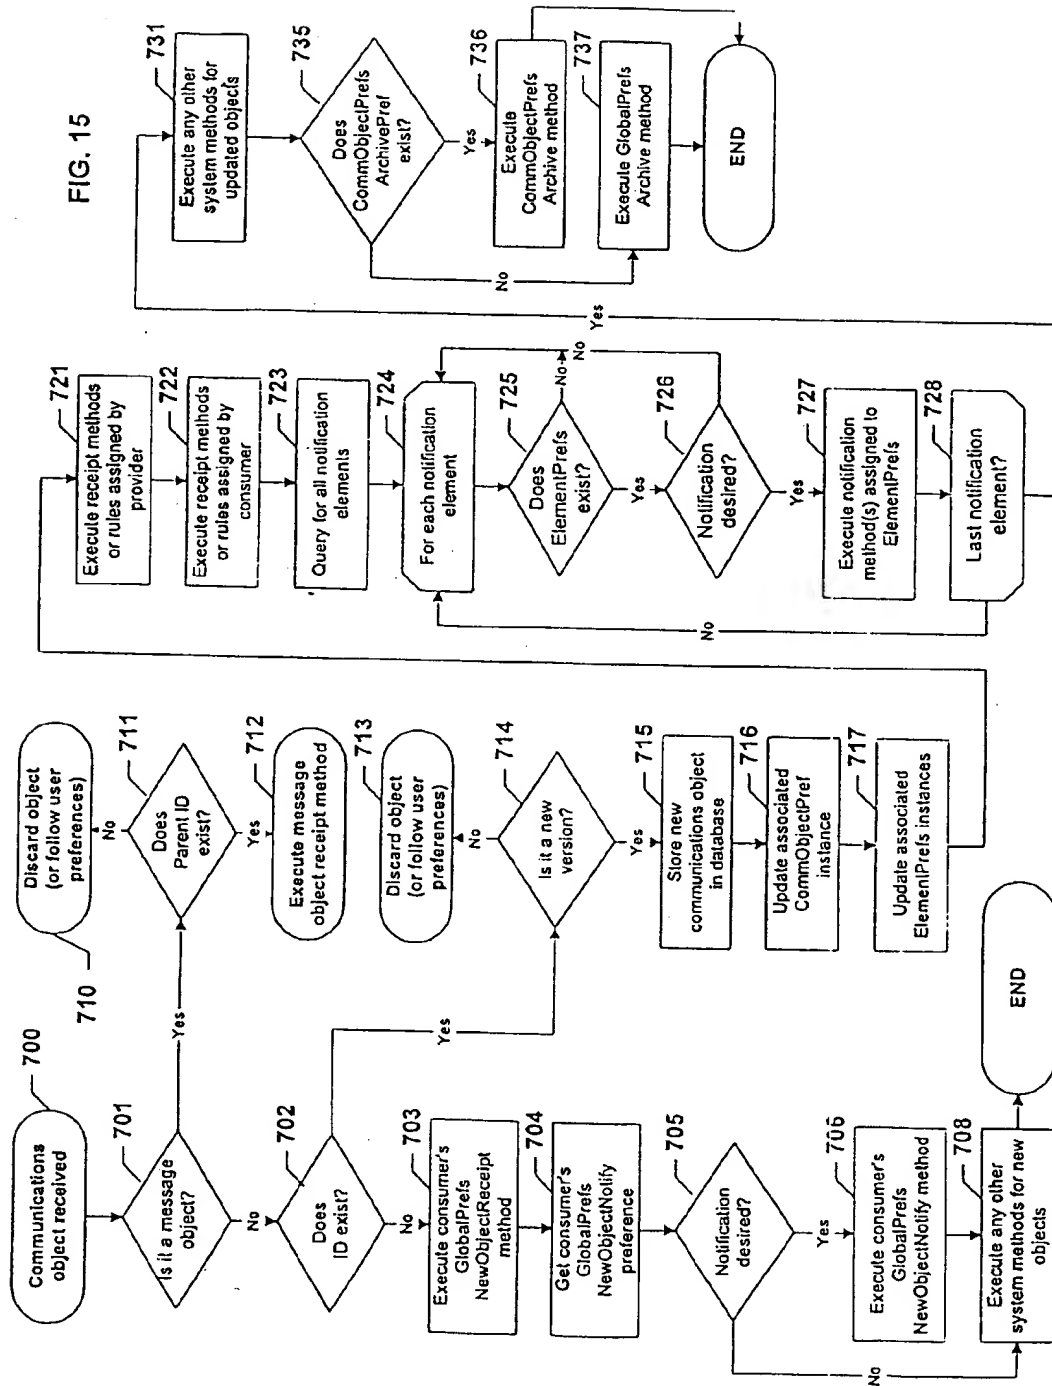 FIG. 15
700
Communications
object received
701
Is it a message
object?
Yes
No
702
Does
ID exist?
Yes
No
703
Execute consumer's
GlobalPrefs
NewObjectReceipt
method
704
Get consumer's
GlobalPrefs
NewObjectNotify
preference
705
Notification
desired?
Yes
No
706
Execute consumer's
GlobalPrefs
NewObjectNotify method
708
Execute any other
system methods for new
objects
END
710
Discard object
(or follow user
preferences)
No
711
Does
Parent ID
exist?
Yes
712
Execute message
object receipt method
713
Discard object
(or follow user
preferences)
No
714
Is it a new
version?
Yes
715
Store new
communications object
in database
716
Update associated
CommObjectPref
instance
717
Update associated
ElementPrefs instances
721
Execute receipt methods
or rules assigned by
provider
722
Execute receipt methods
or rules assigned by
consumer
723
Query for all notification
elements
724
For each notification
element
725
Does
ElementPrefs
exist?
No
Yes
726
Notification
desired?
No
Yes
727
Execute notification
method(s) assigned to
ElementPrefs
728
Last notification
element?
No
Yes
731
Execute any other
system methods for
updated objects
735
Does
CommObjectPrefs
ArchivePref
exist?
Yes
No
736
Execute
CommObjectPrefs
Archive method
737
Execute GlobalPrefs
Archive method
END